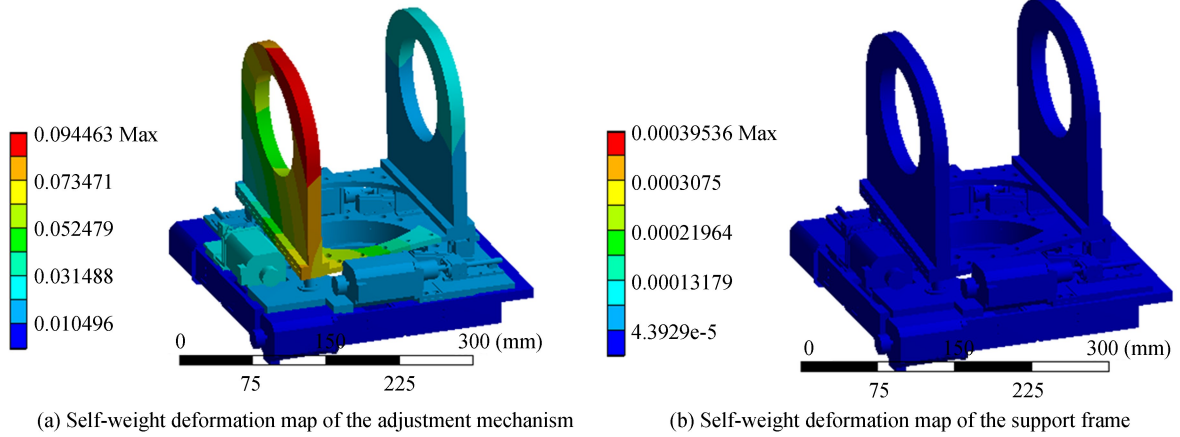 0.094463 Max
0.073471
0.052479
0.031488
0.010496
0 150 300 (mm)
75 225
(a) Self-weight deformation map of the adjustment mechanism
0.00039536 Max
0.0003075
0.00021964
0.00013179
4.3929e-5
0 150 300 (mm)
75 225
(b) Self-weight deformation map of the support frame